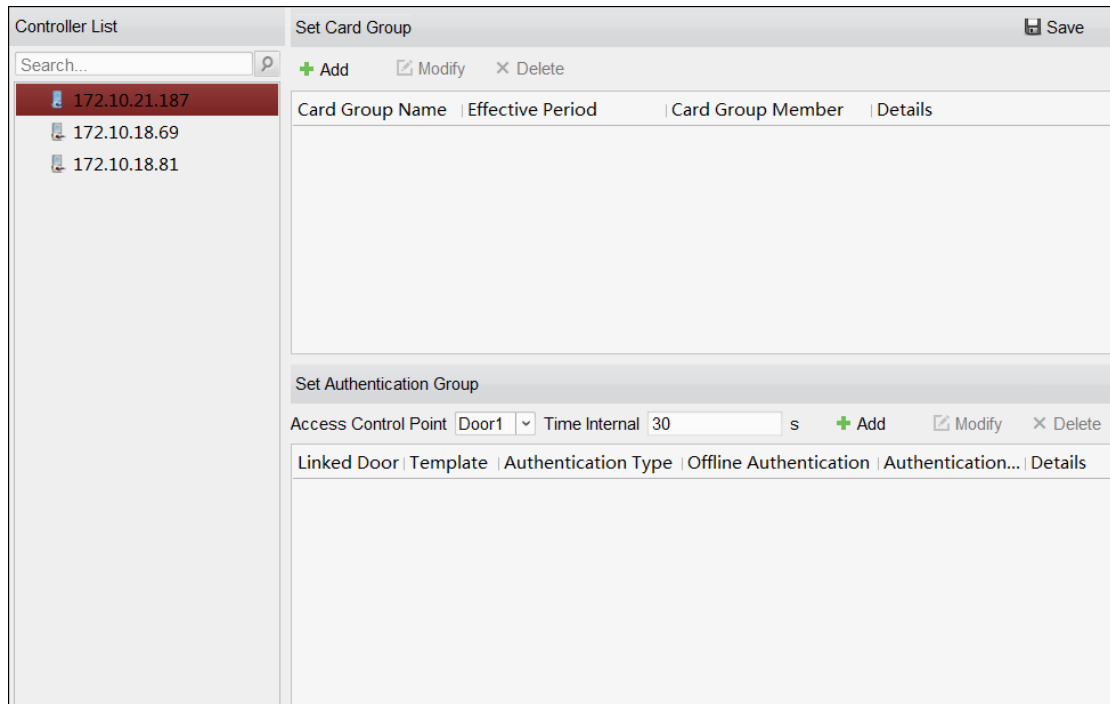 Controller List
Search...
172.10.21.187
172.10.18.69
172.10.18.81
Set Card Group Save
Add Modify Delete
Card Group Name Effective Period Card Group Member Details
Set Authentication Group
Access Control Point Door1 Time Internal 30 s Add Modify Delete
Linked Door Template Authentication Type Offline Authentication Authentication... Details